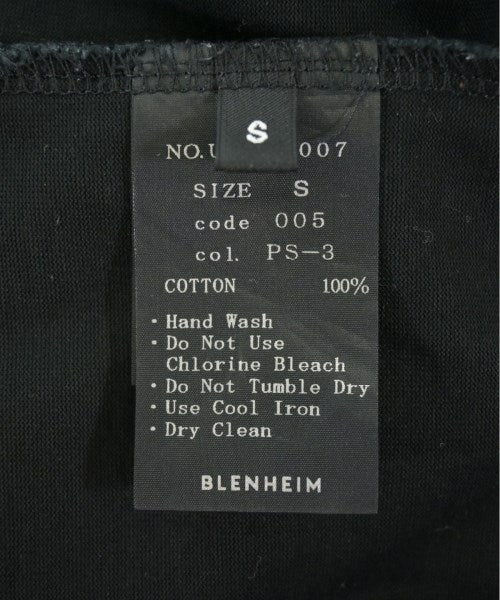 S
NO.U 007
SIZE S
code 005
col. PS-3
COTTON 100%
・Hand Wash
・Do Not Use
Chlorine Bleach
・Do Not Tumble Dry
・Use Cool Iron
・Dry Clean
BLENHEIM